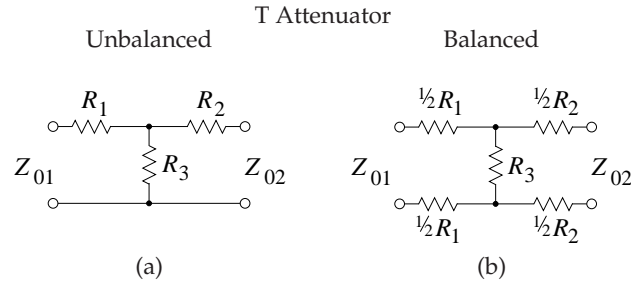 T Attenuator
Unbalanced
Balanced
R1 R2
½R1 ½R2
Z01 R3 Z02
Z01 R3 Z02
½R1 ½R2
(a)
(b)